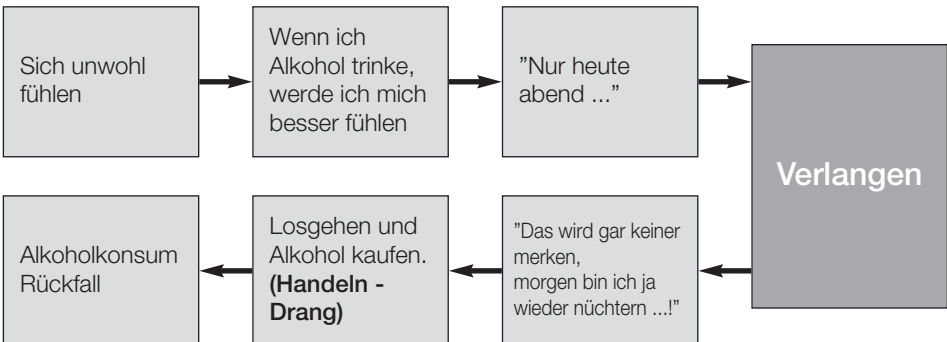 Sich unwohl
fühlen
Wenn ich
Alkohol trinke,
werde ich mich
besser fühlen
"Nur heute
abend ..."
Verlangen
"Das wird gar keiner
merken,
morgen bin ich ja
wieder nüchtern ...!"
Losgehen und
Alkohol kaufen.
(Handeln -
Drang)
Alkoholkonsum
Rückfall